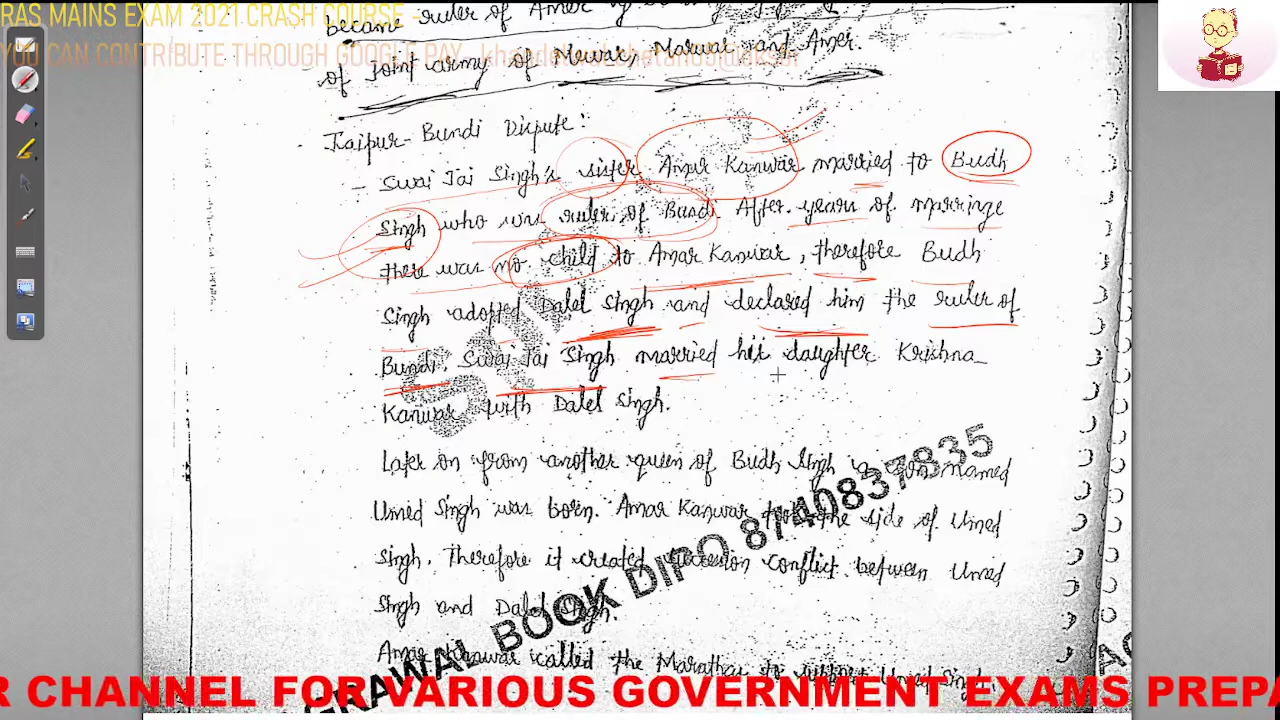 RAS MAINS EXAM 2021 CRASH COURSE -
YOU CAN CONTRIBUTE THROUGH GOOGLE PAY -
became ruler of Amer by
of Joint army of Mewar, Marwar and Amer.
Jaipur - Bundi Dispute:
- Swai Jai Singh's sister Amar Kanwar married to Budh
Singh who was ruler of Bundi. After years of marriage
there was no child to Amar Kanwar, therefore Budh
Singh adopted Dalel Singh and declared him the ruler of
Bundi. Swai Jai Singh married his daughter Krishna
Kanwar with Dalel Singh.
Later on from another queen of Budh Singh a son named
Umed Singh was born. Amar Kanwar took the side of Umed
Singh. Therefore it created succession conflict between Umed
Singh and Dalel Singh.
Amar Kanwar called the Marathas to support Umed Singh.
AGRAWAL BOOK DIPO 8740837835
R CHANNEL FOR VARIOUS GOVERNMENT EXAMS PREPA